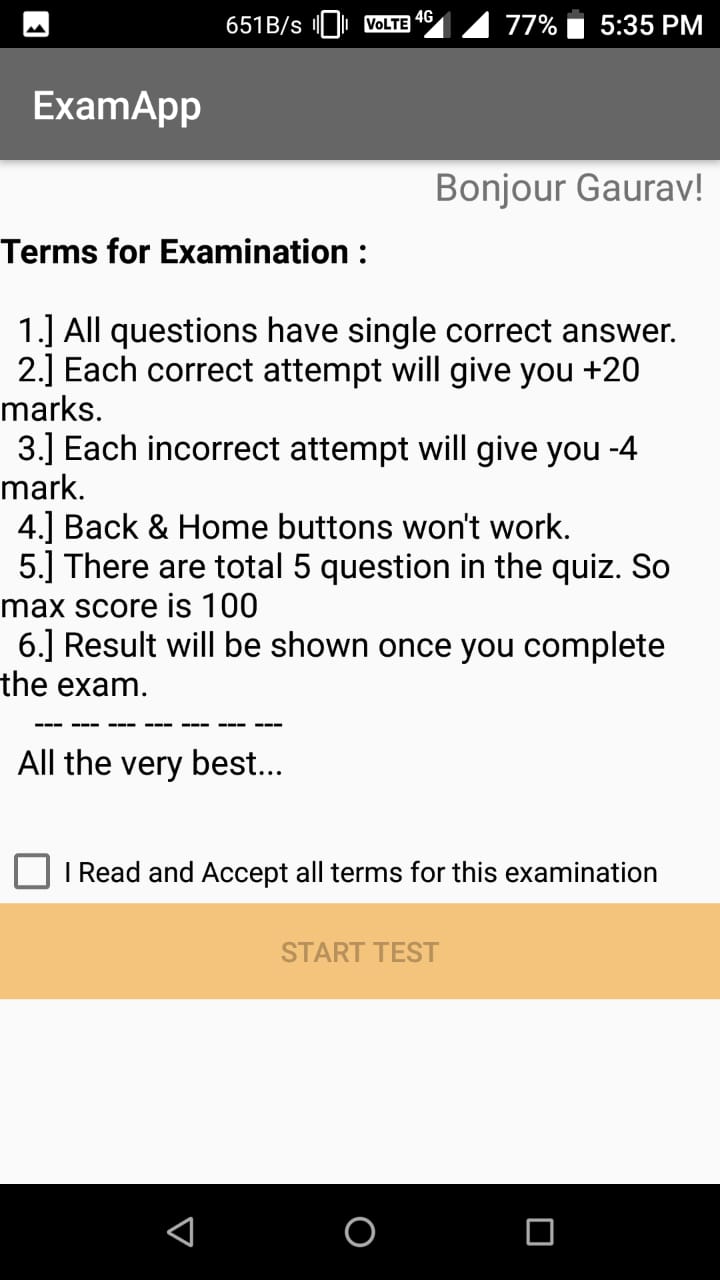 651B/s VoLTE 4G 77% 5:35 PM
ExamApp
Bonjour Gaurav!
Terms for Examination :
1.] All questions have single correct answer.
2.] Each correct attempt will give you +20
marks.
3.] Each incorrect attempt will give you -4
mark.
4.] Back & Home buttons won't work.
5.] There are total 5 question in the quiz. So
max score is 100
6.] Result will be shown once you complete
the exam.
--- --- --- --- --- --- ---
All the very best...
I Read and Accept all terms for this examination
START TEST